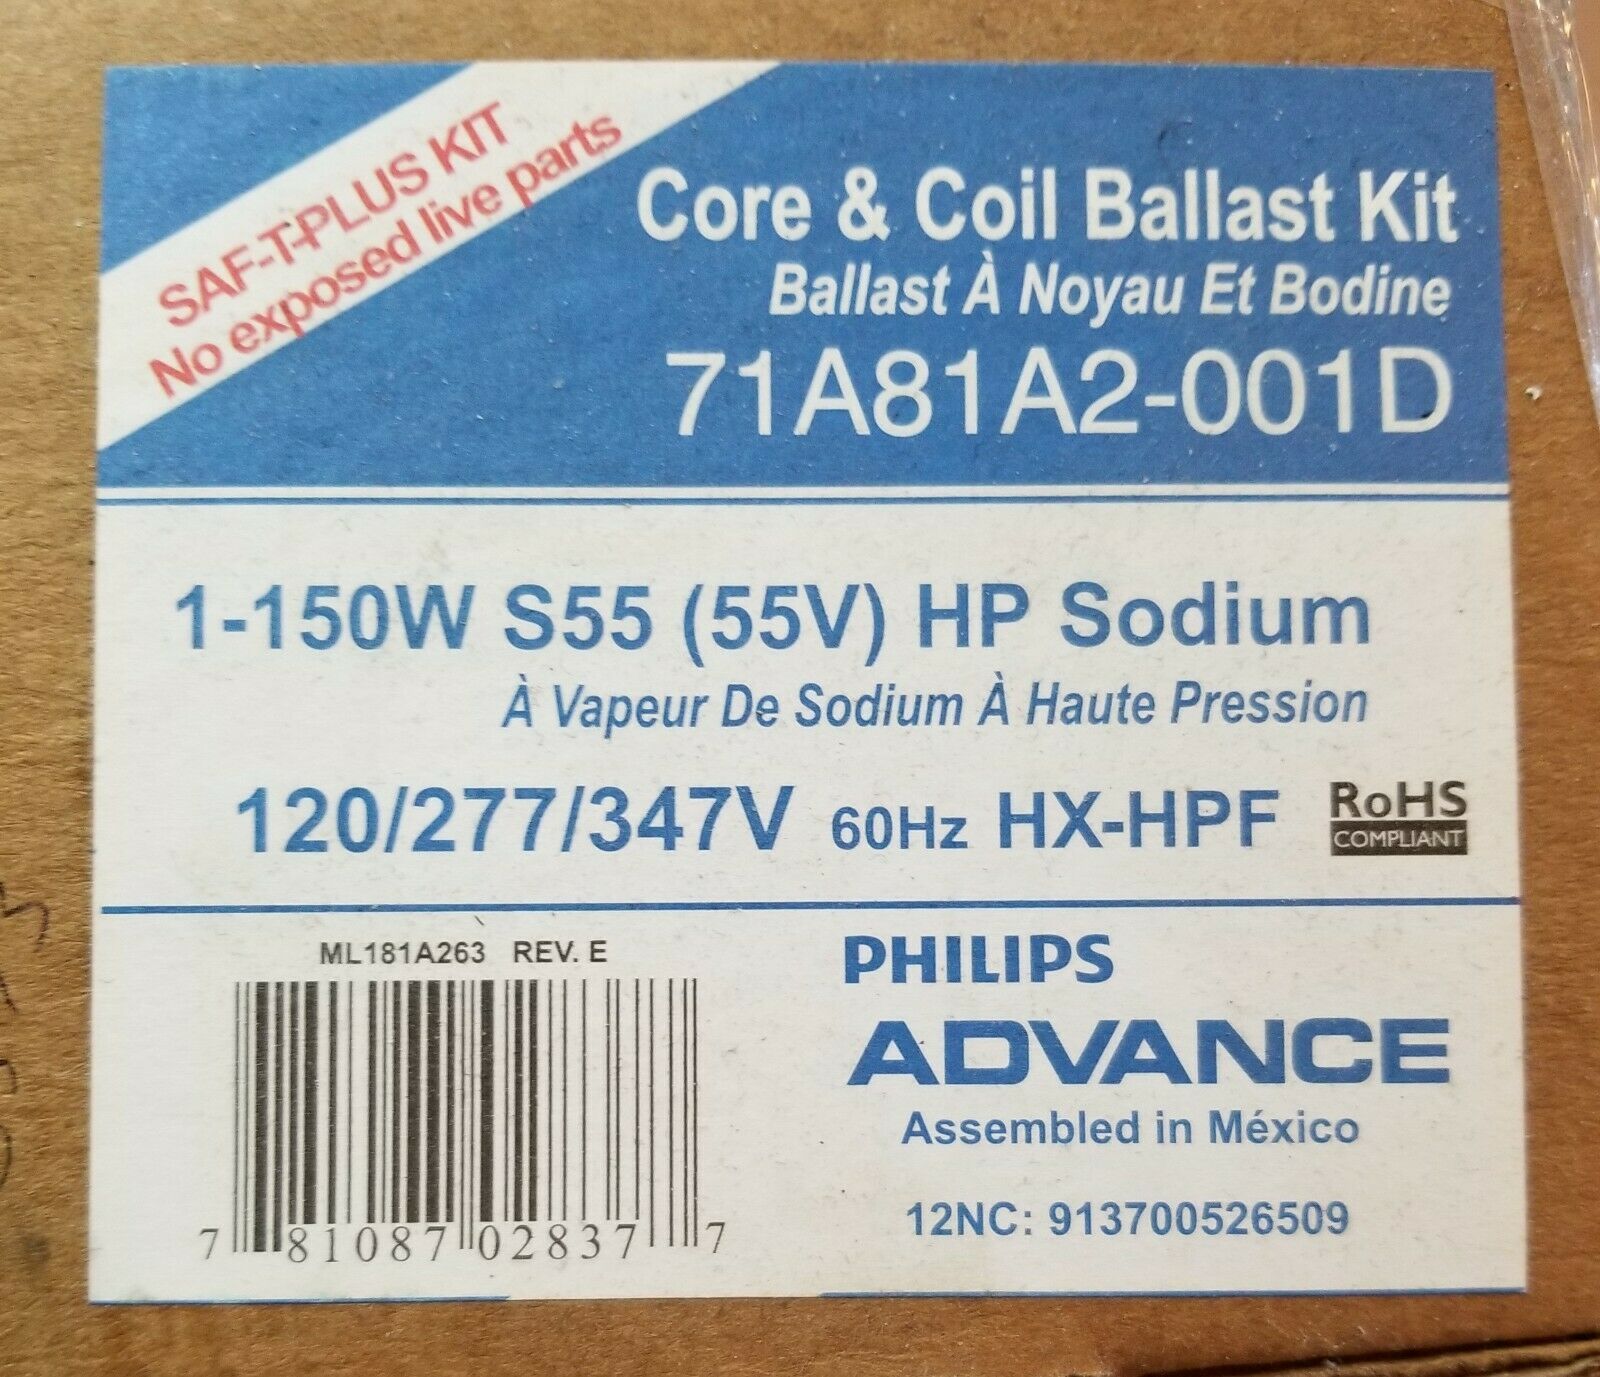 SAF-T-PLUS KIT
No exposed live parts
Core & Coil Ballast Kit
Ballast À Noyau Et Bodine
71A81A2-001D
1-150W S55 (55V) HP Sodium
À Vapeur De Sodium À Haute Pression
120/277/347V 60Hz HX-HPF
RoHS
COMPLIANT
ML181A263 REV. E
7 81087 02837 7
PHILIPS
ADVANCE
Assembled in México
12NC: 913700526509